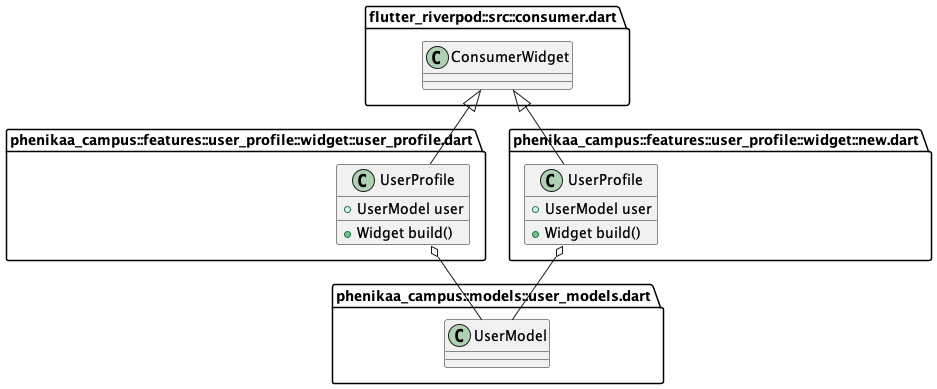 flutter_riverpod::src::consumer.dart
C ConsumerWidget
phenikaa_campus::features::user_profile::widget::user_profile.dart
C UserProfile
UserModel user
Widget build()
phenikaa_campus::features::user_profile::widget::new.dart
C UserProfile
UserModel user
Widget build()
phenikaa_campus::models::user_models.dart
C UserModel